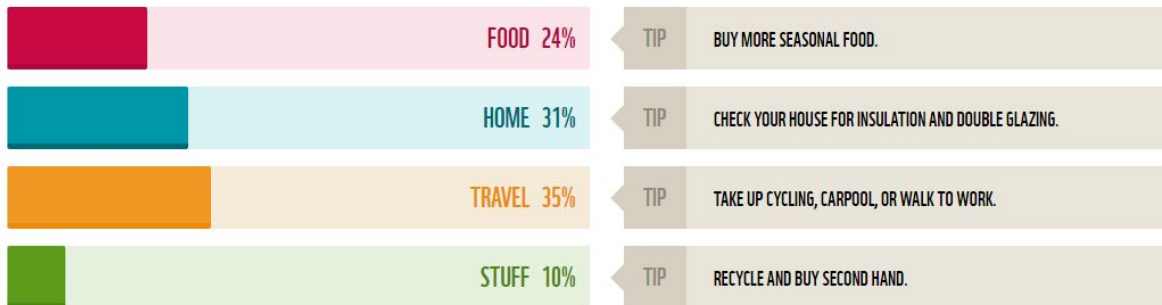 FOOD 24% TIP BUY MORE SEASONAL FOOD.
HOME 31% TIP CHECK YOUR HOUSE FOR INSULATION AND DOUBLE GLAZING.
TRAVEL 35% TIP TAKE UP CYCLING, CARPOOL, OR WALK TO WORK.
STUFF 10% TIP RECYCLE AND BUY SECOND HAND.